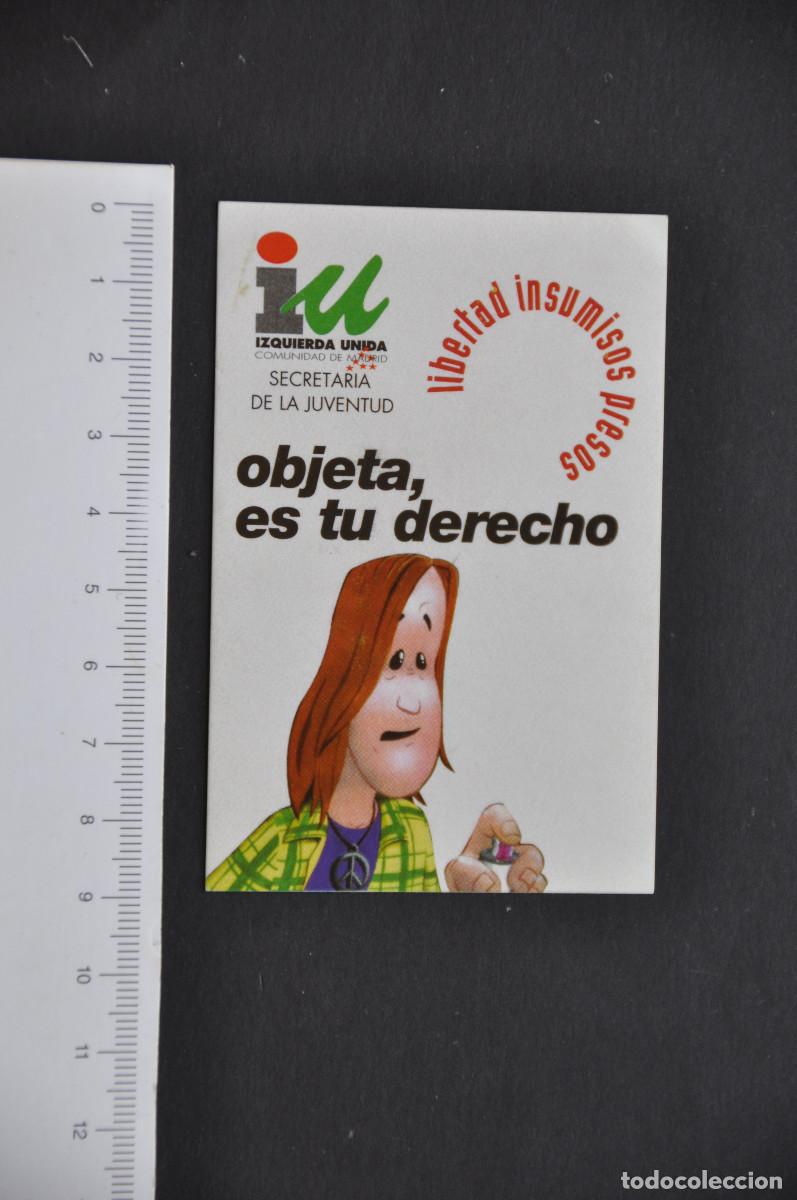 iu
IZQUIERDA UNIDA
COMUNIDAD DE MADRID
SECRETARIA
DE LA JUVENTUD
libertad insumisos presos
objeta,
es tu derecho
0
1
2
3
4
5
6
7
8
9
10
11
12
todocoleccion